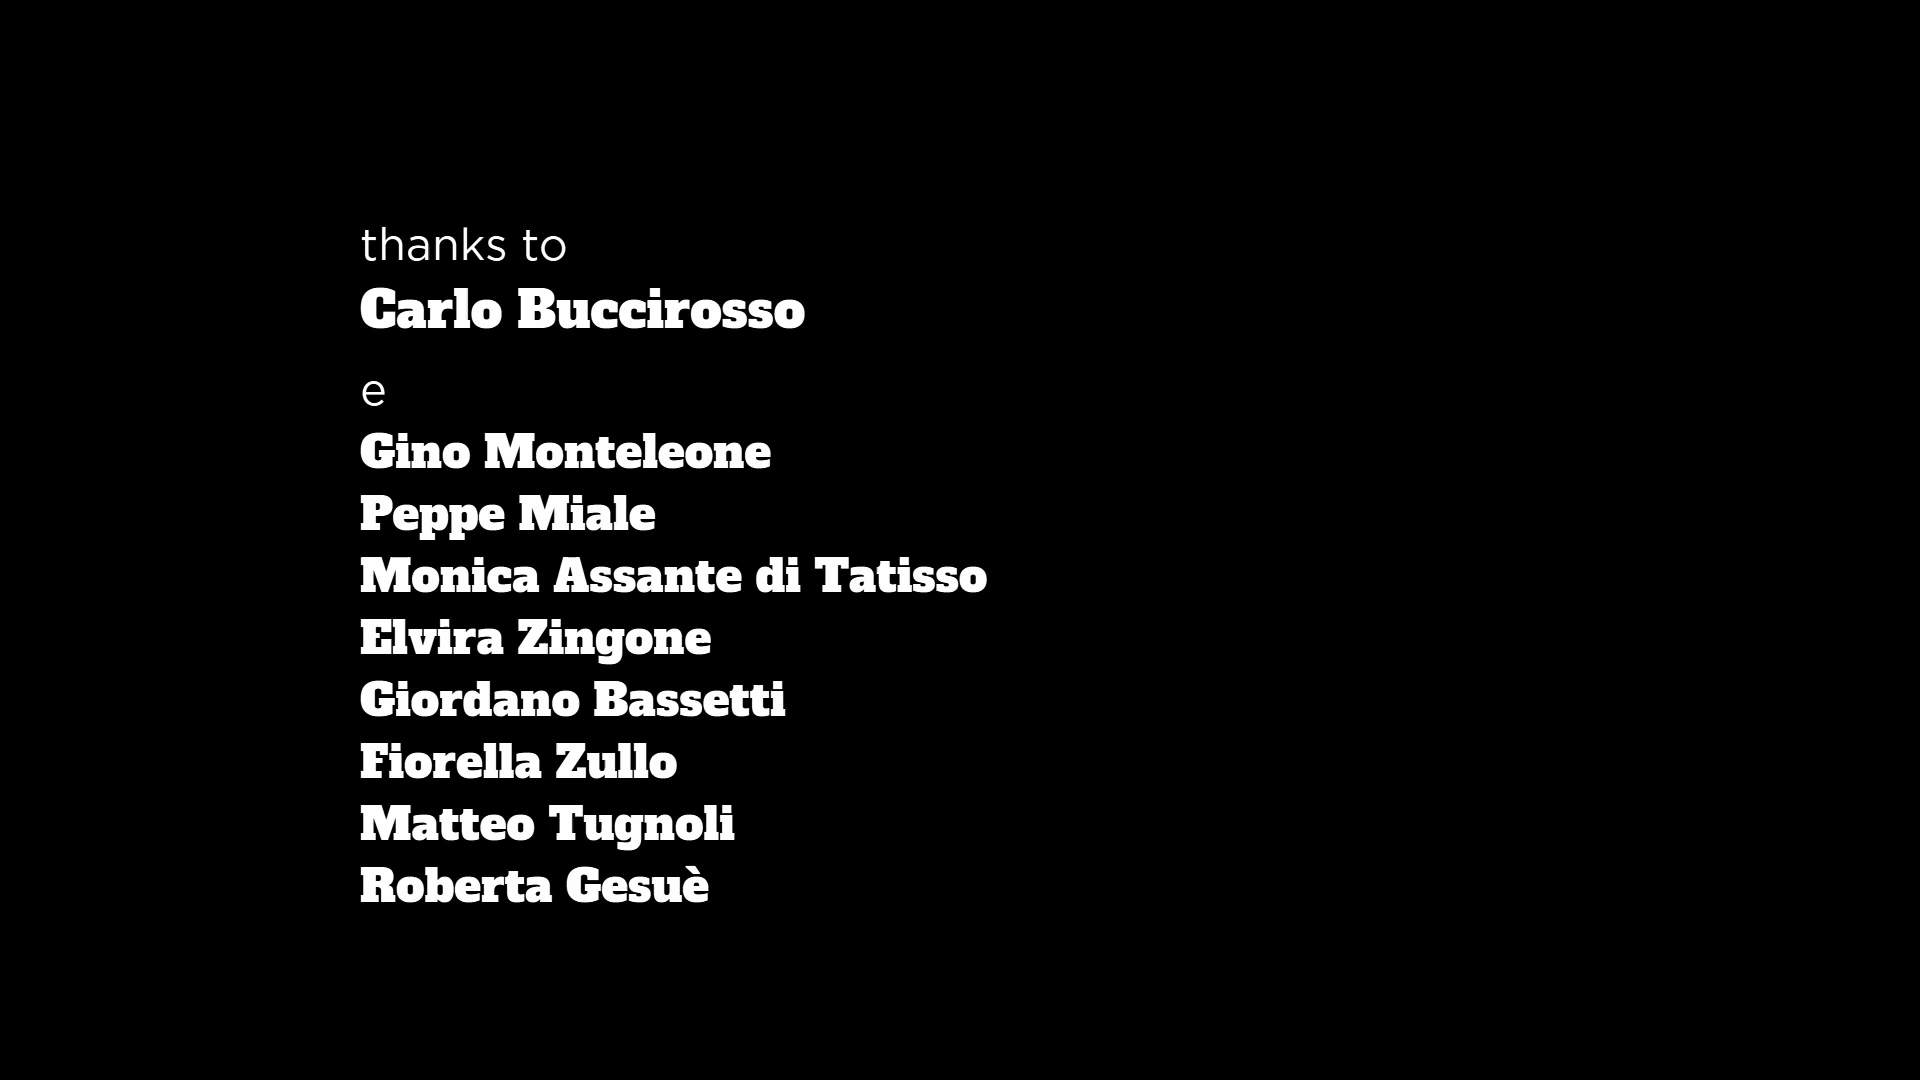 thanks to
Carlo Buccirosso
e
Gino Monteleone
Peppe Miale
Monica Assante di Tatisso
Elvira Zingone
Giordano Bassetti
Fiorella Zullo
Matteo Tugnoli
Roberta Gesuè